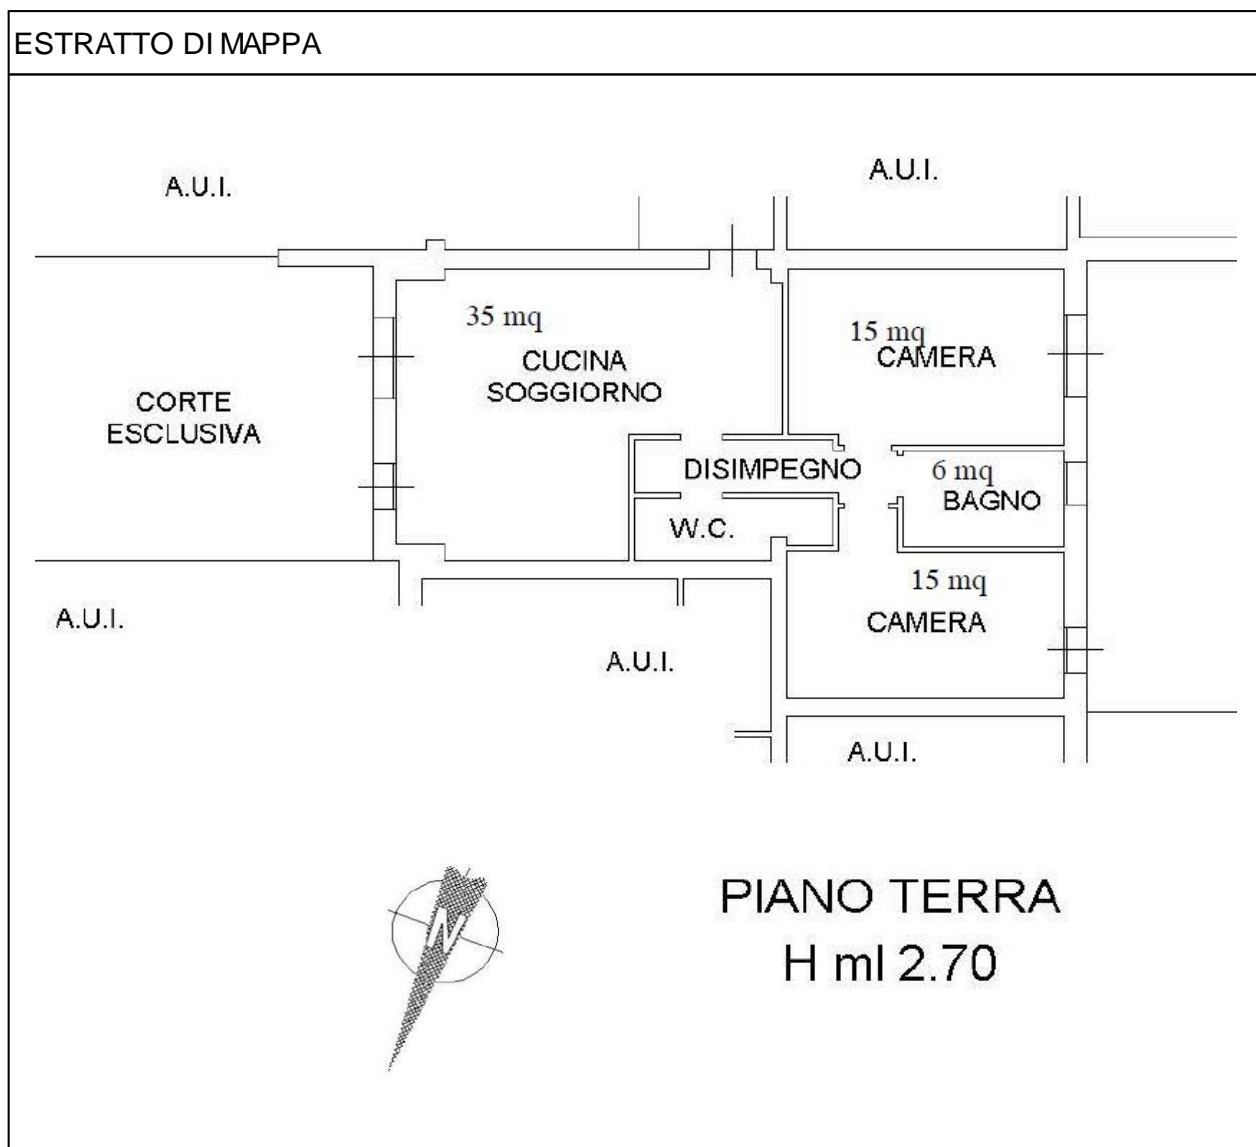 ESTRATTO DI MAPPA
A.U.I.
A.U.I.
35 mq
CUCINA
SOGGIORNO
15 mq
CAMERA
CORTE
ESCLUSIVA
DISIMPEGNO
6 mq
BAGNO
W.C.
15 mq
CAMERA
A.U.I.
A.U.I.
A.U.I.
N
PIANO TERRA
H ml 2.70